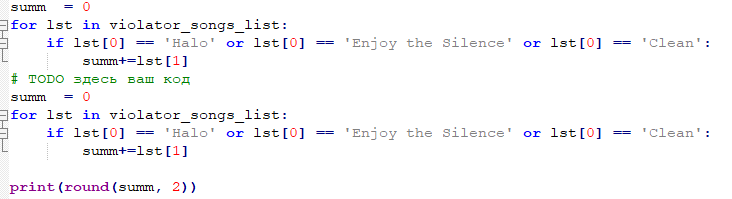 summ  = 0
for lst in violator_songs_list:
    if lst[0] == 'Halo' or lst[0] == 'Enjoy the Silence' or lst[0] == 'Clean':
        summ+=lst[1]
# TODO здесь ваш код
summ  = 0
for lst in violator_songs_list:
    if lst[0] == 'Halo' or lst[0] == 'Enjoy the Silence' or lst[0] == 'Clean':
        summ+=lst[1]
print(round(summ, 2))